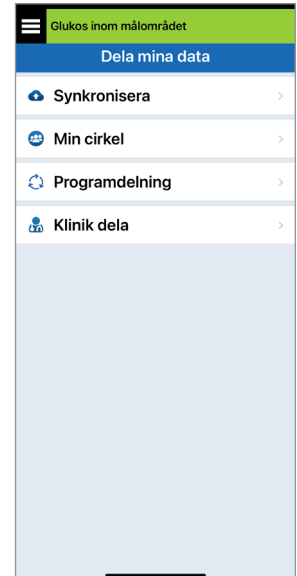 Glukos inom målområdet
Dela mina data
Synkronisera
Min cirkel
Programdelning
Klinik dela